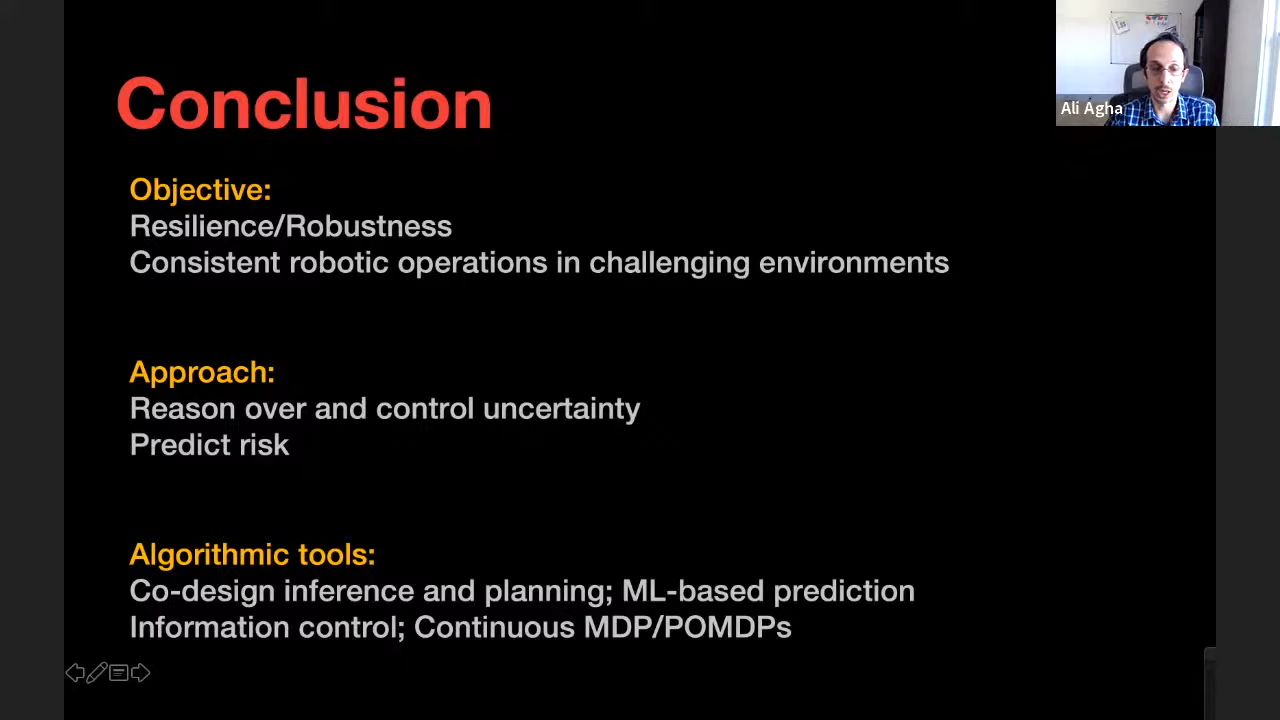 Conclusion
Ali Agha
Objective:
Resilience/Robustness
Consistent robotic operations in challenging environments
Approach:
Reason over and control uncertainty
Predict risk
Algorithmic tools:
Co-design inference and planning; ML-based prediction
Information control; Continuous MDP/POMDPs